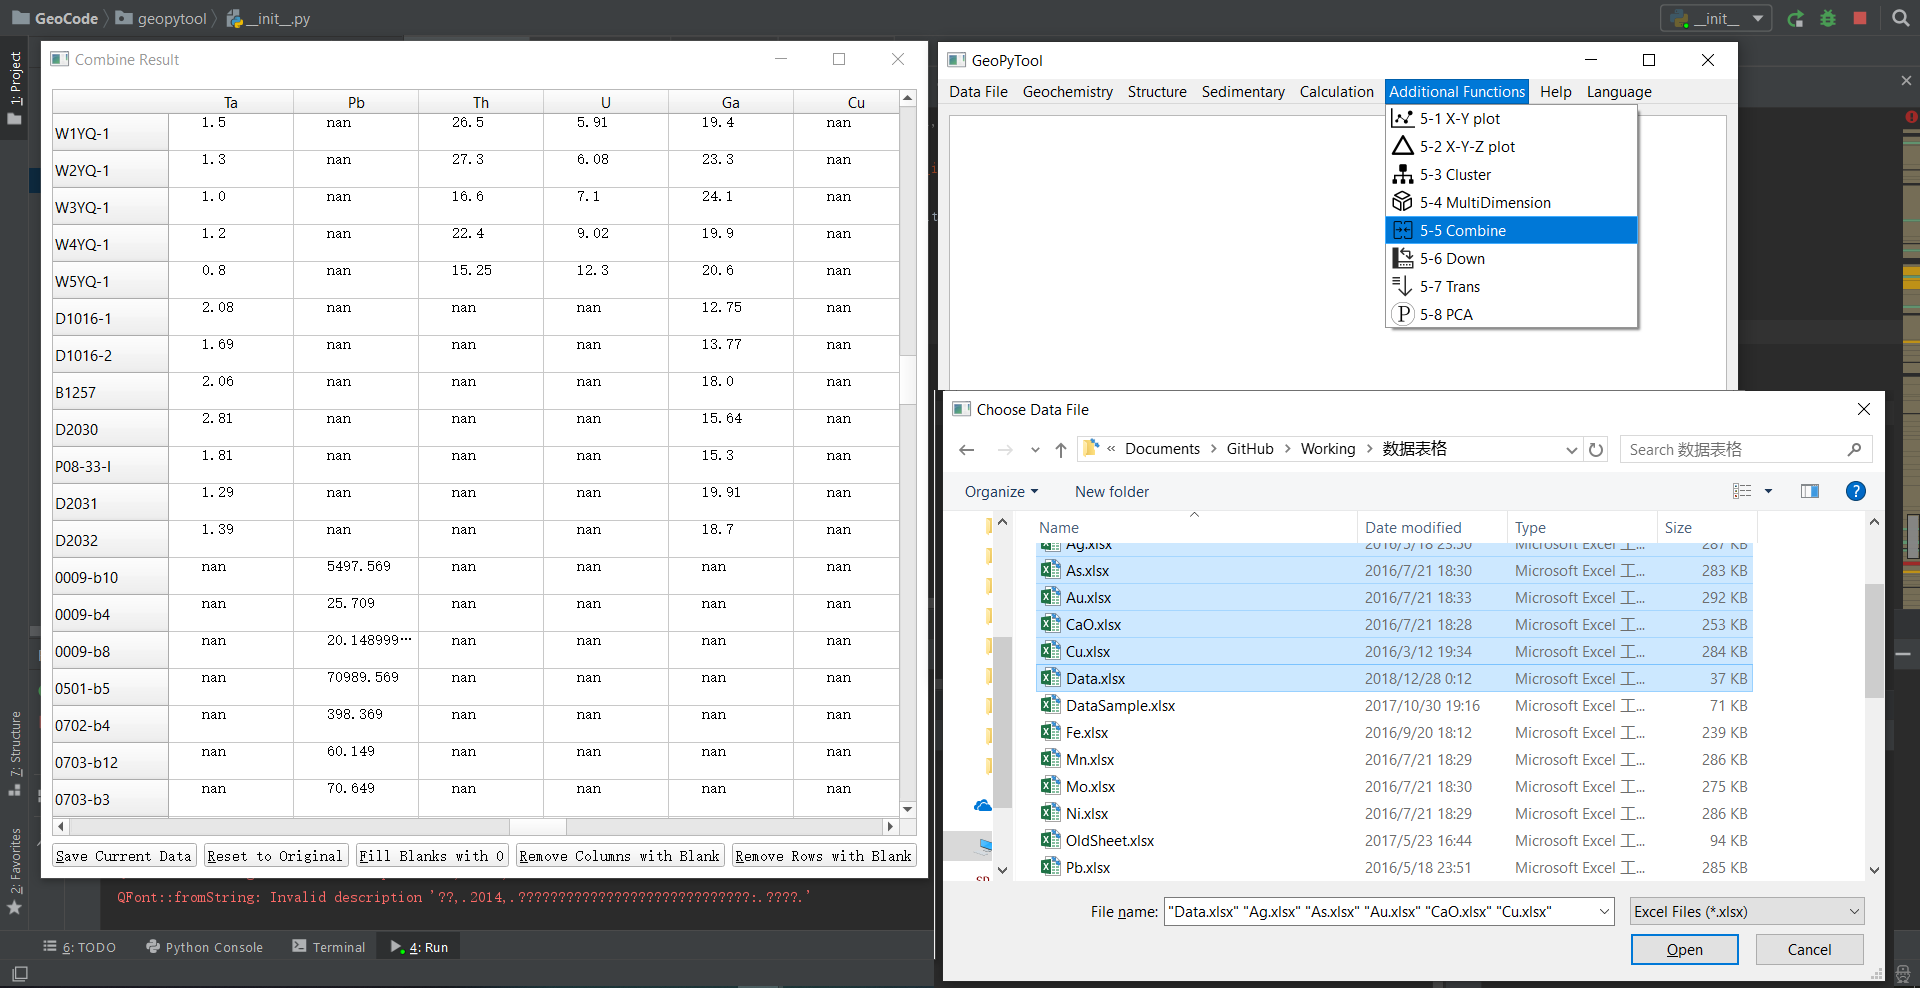 GeoCode geopytool __init__.py
__init__
1: Project
7: Structure
2: Favorites
Combine Result
Ta Pb Th U Ga Cu
W1YQ-1 1.5 nan 26.5 5.91 19.4 nan
W2YQ-1 1.3 nan 27.3 6.08 23.3 nan
W3YQ-1 1.0 nan 16.6 7.1 24.1 nan
W4YQ-1 1.2 nan 22.4 9.02 19.9 nan
W5YQ-1 0.8 nan 15.25 12.3 20.6 nan
D1016-1 2.08 nan nan nan 12.75 nan
D1016-2 1.69 nan nan nan 13.77 nan
B1257 2.06 nan nan nan 18.0 nan
D2030 2.81 nan nan nan 15.64 nan
P08-33-I 1.81 nan nan nan 15.3 nan
D2031 1.29 nan nan nan 19.91 nan
D2032 1.39 nan nan nan 18.7 nan
0009-b10 nan 5497.569 nan nan nan nan
0009-b4 nan 25.709 nan nan nan nan
0009-b8 nan 20.148999… nan nan nan nan
0501-b5 nan 70989.569 nan nan nan nan
0702-b4 nan 398.369 nan nan nan nan
0703-b12 nan 60.149 nan nan nan nan
0703-b3 nan 70.649 nan nan nan nan
Save Current Data Reset to Original Fill Blanks with 0 Remove Columns with Blank Remove Rows with Blank
QFont::fromString: Invalid description '??,.2014,.?????????????????????????????:.????.'
6: TODO Python Console Terminal 4: Run
GeoPyTool
Data File Geochemistry Structure Sedimentary Calculation Additional Functions Help Language
5-1 X-Y plot
5-2 X-Y-Z plot
5-3 Cluster
5-4 MultiDimension
5-5 Combine
5-6 Down
5-7 Trans
P 5-8 PCA
Choose Data File
« Documents > GitHub > Working > 数据表格
Search 数据表格
Organize New folder
?
Name Date modified Type Size
Ag.xlsx 2016/5/18 23:50 Microsoft Excel 工... 287 KB
As.xlsx 2016/7/21 18:30 Microsoft Excel 工... 283 KB
Au.xlsx 2016/7/21 18:33 Microsoft Excel 工... 292 KB
CaO.xlsx 2016/7/21 18:28 Microsoft Excel 工... 253 KB
Cu.xlsx 2016/3/12 19:34 Microsoft Excel 工... 284 KB
Data.xlsx 2018/12/28 0:12 Microsoft Excel 工... 37 KB
DataSample.xlsx 2017/10/30 19:16 Microsoft Excel 工... 71 KB
Fe.xlsx 2016/9/20 18:12 Microsoft Excel 工... 239 KB
Mn.xlsx 2016/7/21 18:29 Microsoft Excel 工... 286 KB
Mo.xlsx 2016/7/21 18:30 Microsoft Excel 工... 275 KB
Ni.xlsx 2016/7/21 18:29 Microsoft Excel 工... 286 KB
OldSheet.xlsx 2017/5/23 16:44 Microsoft Excel 工... 94 KB
Pb.xlsx 2016/5/18 23:51 Microsoft Excel 工... 285 KB
File name: "Data.xlsx" "Ag.xlsx" "As.xlsx" "Au.xlsx" "CaO.xlsx" "Cu.xlsx"
Excel Files (*.xlsx)
Open Cancel